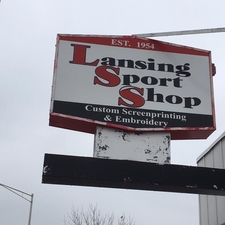 EST. 1954
Lansing
Sport
Shop
Custom Screenprinting
& Embroidery